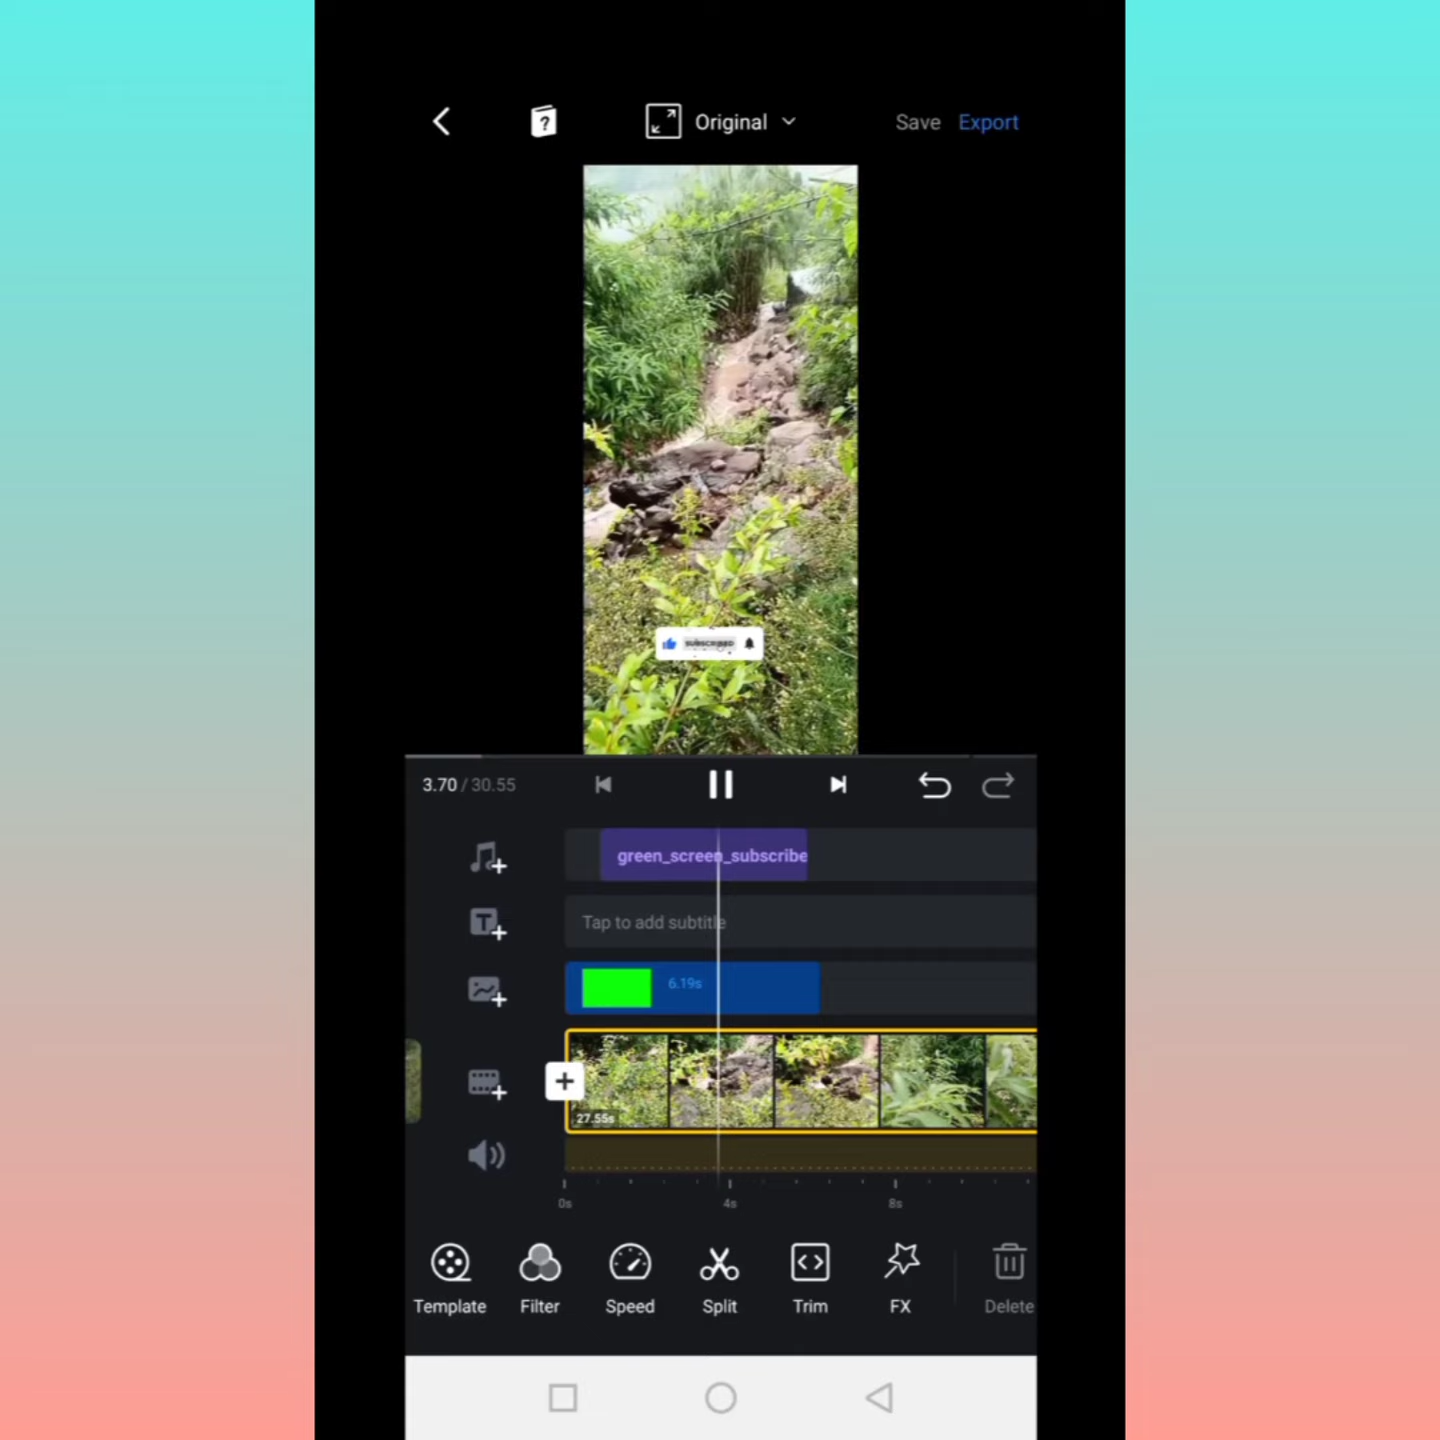 Original
Save Export
SUBSCRIBED
3.70 / 30.55
green_screen_subscribe
Tap to add subtitle
6.19s
27.55s
0s 4s 8s
Template Filter Speed Split Trim FX Delete